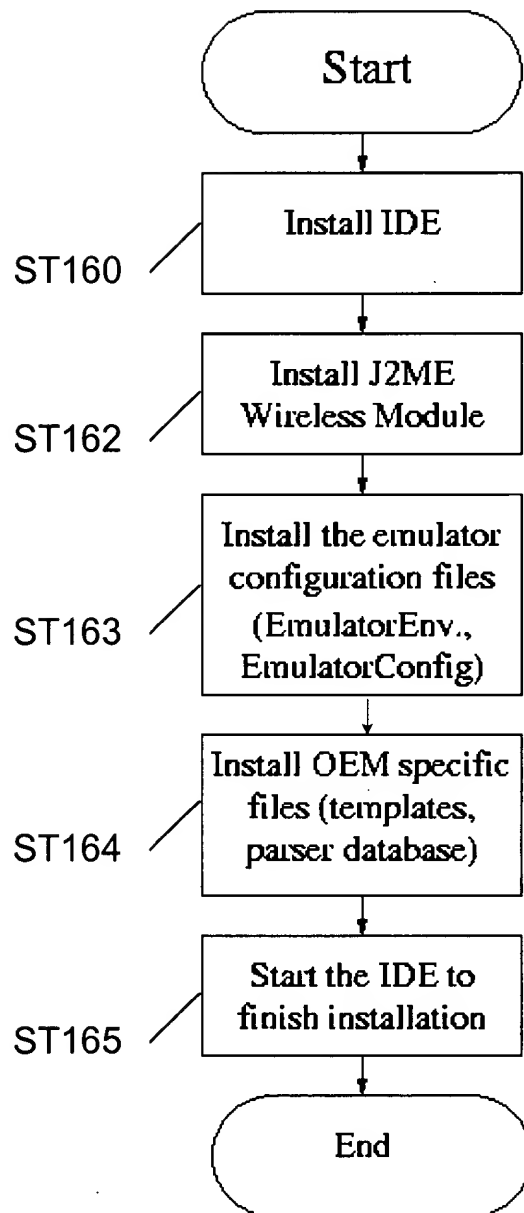 Start
Install IDE
ST160
Install J2ME
Wireless Module
ST162
Install the emulator
configuration files
(EmulatorEnv.,
EmulatorConfig)
ST163
Install OEM specific
files (templates,
parser database)
ST164
Start the IDE to
finish installation
ST165
End